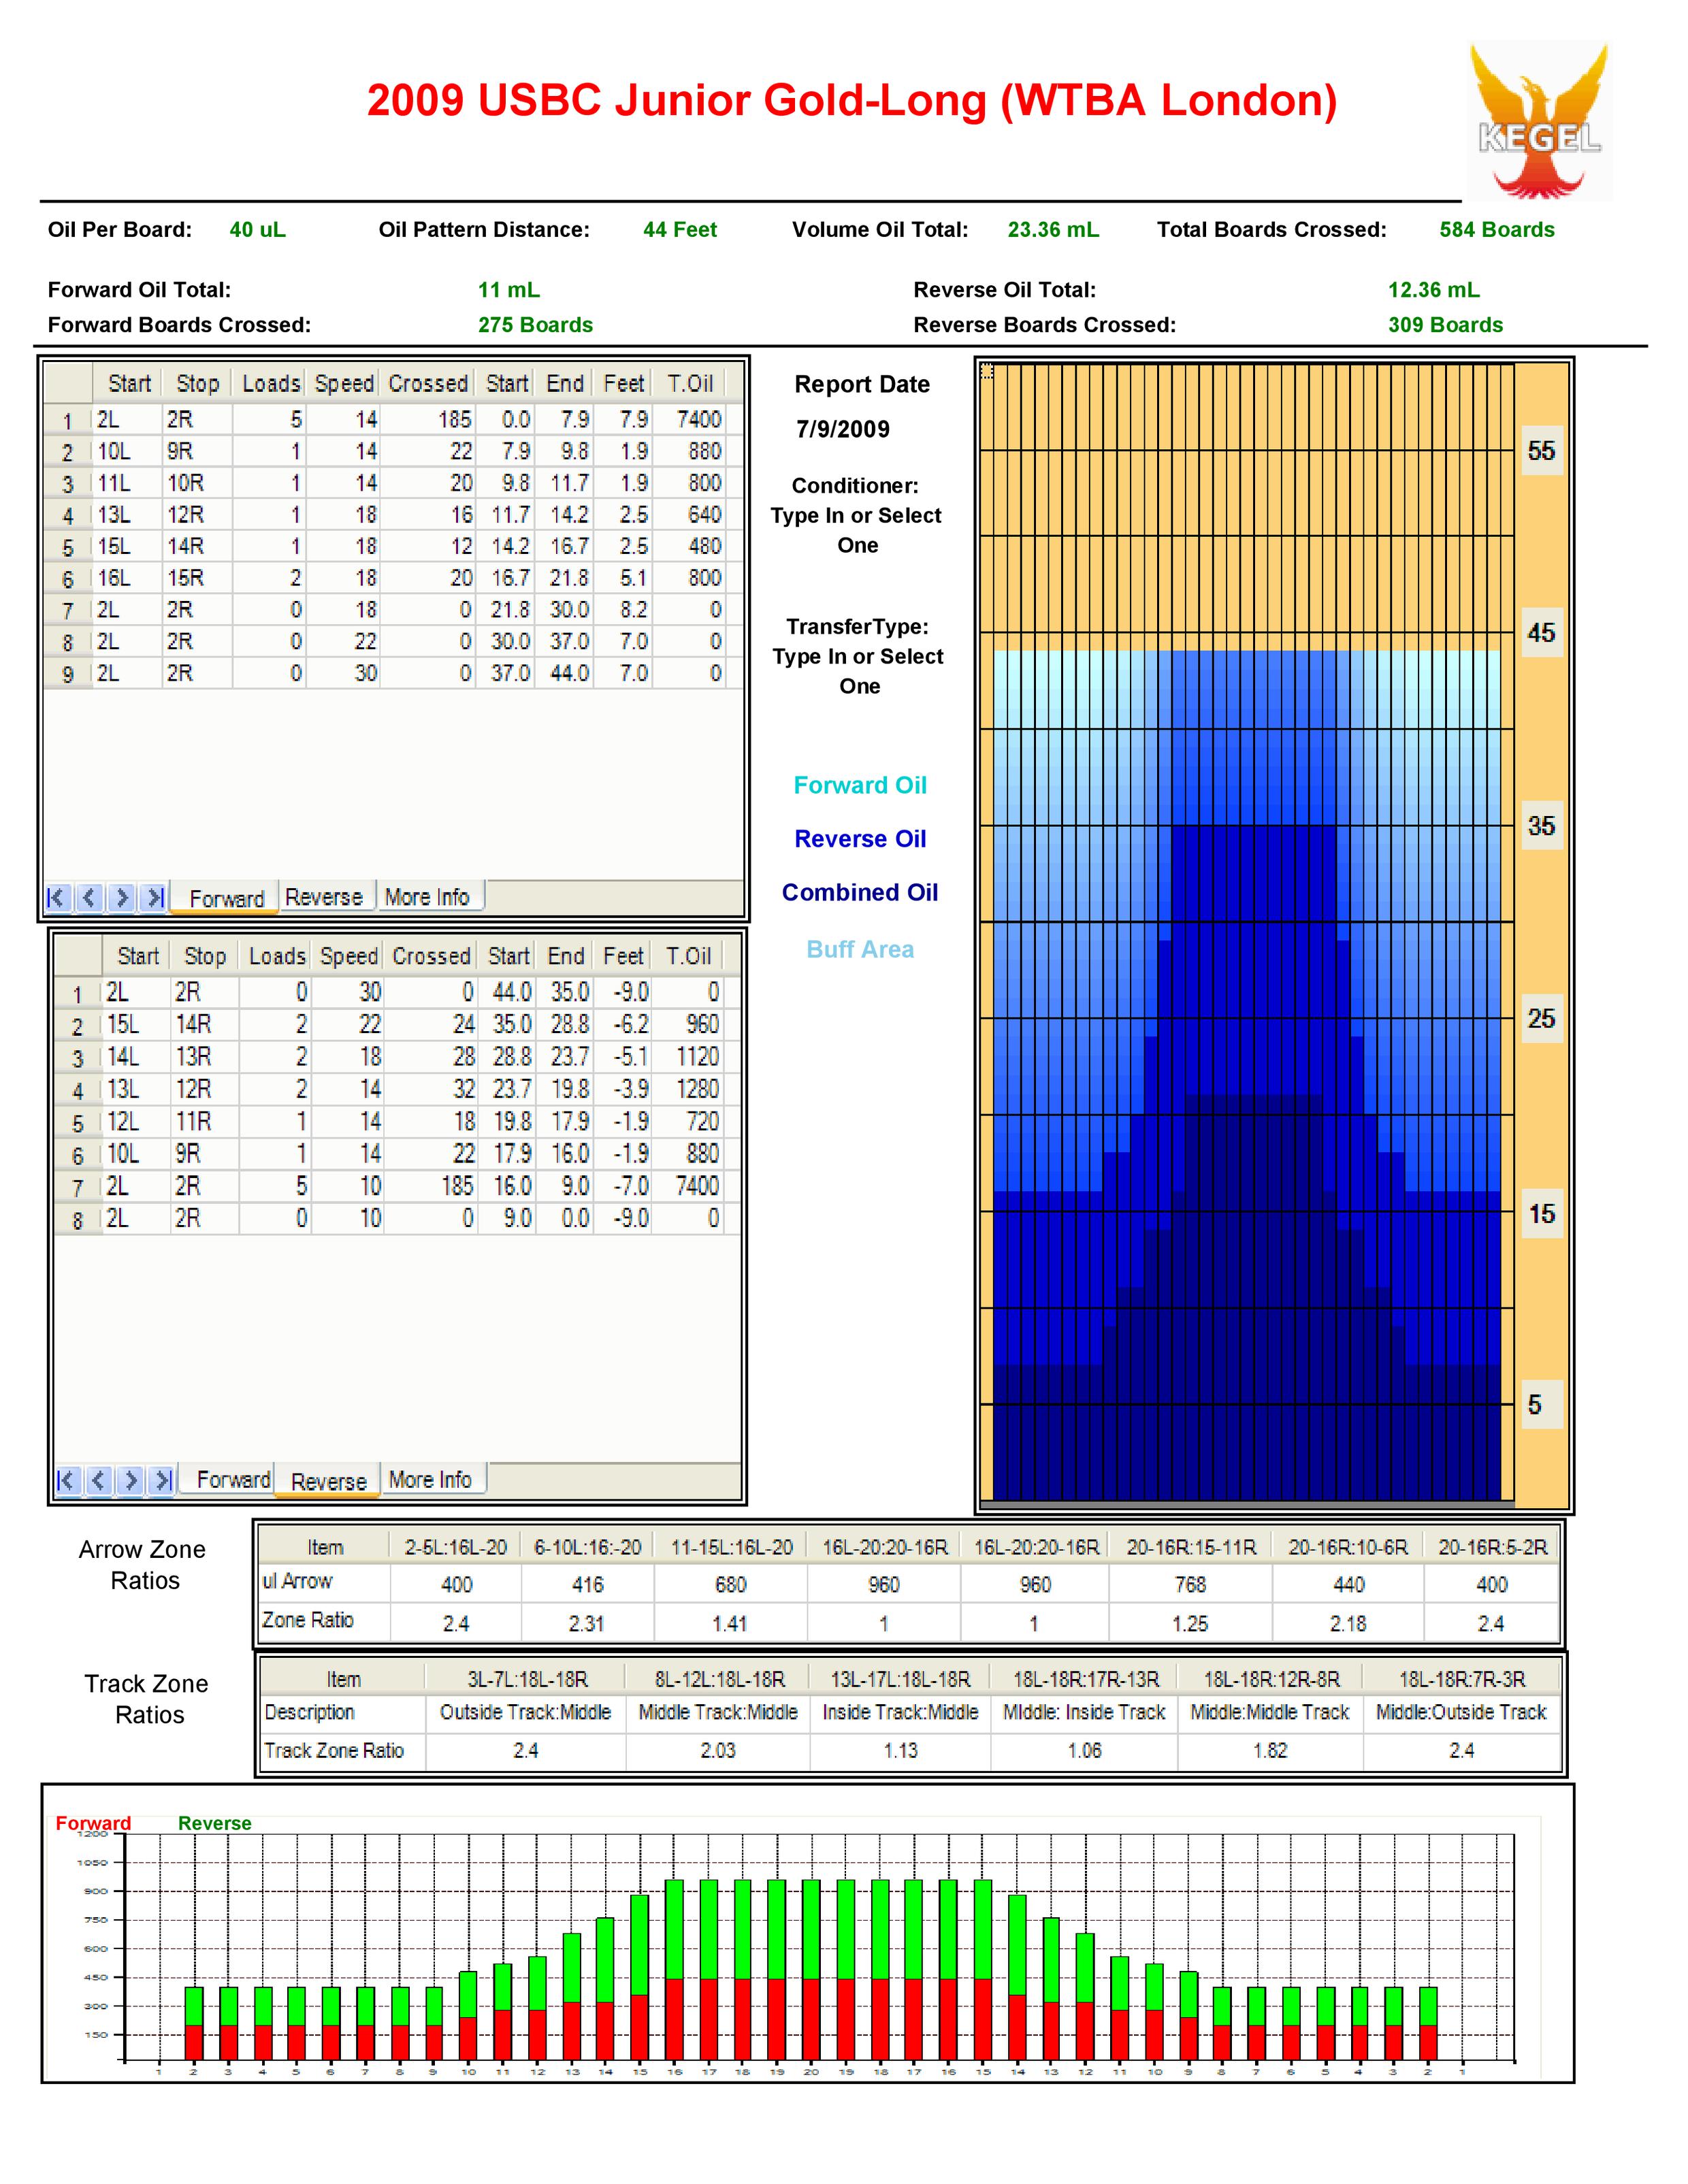 2009 USBC Junior Gold-Long (WTBA London)
KEGEL
Oil Per Board: 40 uL Oil Pattern Distance: 44 Feet Volume Oil Total: 23.36 mL Total Boards Crossed: 584 Boards
Forward Oil Total: 11 mL Reverse Oil Total: 12.36 mL
Forward Boards Crossed: 275 Boards Reverse Boards Crossed: 309 Boards
Start Stop Loads Speed Crossed Start End Feet T.Oil
1 2L 2R 5 14 185 0.0 7.9 7.9 7400
2 10L 9R 1 14 22 7.9 9.8 1.9 880
3 11L 10R 1 14 20 9.8 11.7 1.9 800
4 13L 12R 1 18 16 11.7 14.2 2.5 640
5 15L 14R 1 18 12 14.2 16.7 2.5 480
6 16L 15R 2 18 20 16.7 21.8 5.1 800
7 2L 2R 0 18 0 21.8 30.0 8.2 0
8 2L 2R 0 22 0 30.0 37.0 7.0 0
9 2L 2R 0 30 0 37.0 44.0 7.0 0
Forward Reverse More Info
Start Stop Loads Speed Crossed Start End Feet T.Oil
1 2L 2R 0 30 0 44.0 35.0 -9.0 0
2 15L 14R 2 22 24 35.0 28.8 -6.2 960
3 14L 13R 2 18 28 28.8 23.7 -5.1 1120
4 13L 12R 2 14 32 23.7 19.8 -3.9 1280
5 12L 11R 1 14 18 19.8 17.9 -1.9 720
6 10L 9R 1 14 22 17.9 16.0 -1.9 880
7 2L 2R 5 10 185 16.0 9.0 -7.0 7400
8 2L 2R 0 10 0 9.0 0.0 -9.0 0
Forward Reverse More Info
Report Date
7/9/2009
Conditioner:
Type In or Select
One
TransferType:
Type In or Select
One
Forward Oil
Reverse Oil
Combined Oil
Buff Area
55
45
35
25
15
5
Arrow Zone
Ratios
Item 2-5L:16L-20 6-10L:16:-20 11-15L:16L-20 16L-20:20-16R 16L-20:20-16R 20-16R:15-11R 20-16R:10-6R 20-16R:5-2R
ul Arrow 400 416 680 960 960 768 440 400
Zone Ratio 2.4 2.31 1.41 1 1 1.25 2.18 2.4
Track Zone
Ratios
Item 3L-7L:18L-18R 8L-12L:18L-18R 13L-17L:18L-18R 18L-18R:17R-13R 18L-18R:12R-8R 18L-18R:7R-3R
Description Outside Track:Middle Middle Track:Middle Inside Track:Middle MIddle: Inside Track Middle:Middle Track Middle:Outside Track
Track Zone Ratio 2.4 2.03 1.13 1.06 1.82 2.4
Forward Reverse
1200
1050
900
750
600
450
300
150
1 2 3 4 5 6 7 8 9 10 11 12 13 14 15 16 17 18 19 20 19 18 17 16 15 14 13 12 11 10 9 8 7 6 5 4 3 2 1